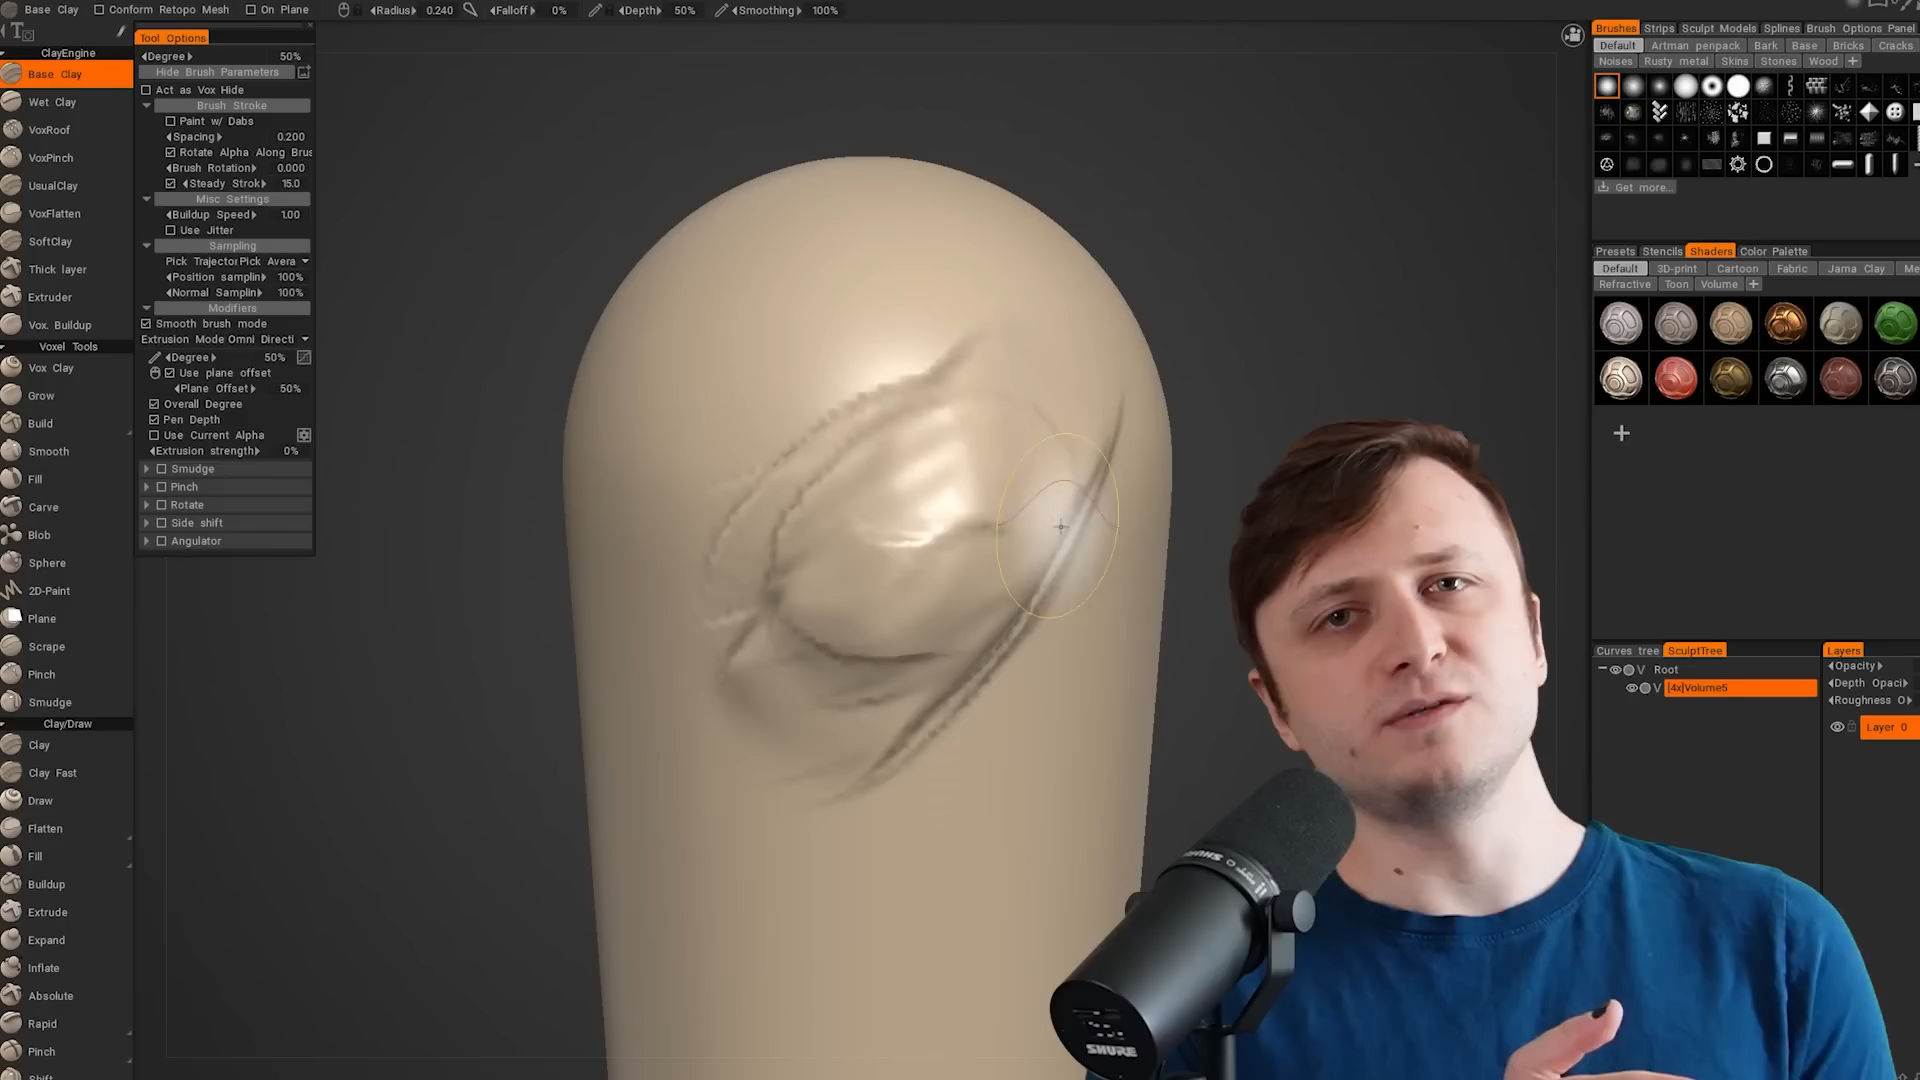 Base Clay Conform Retopo Mesh On Plane Radius 0.240 Falloff 0% Depth 50% Smoothing 100%
ClayEngine
Base Clay
Wet Clay
VoxRoof
VoxPinch
UsualClay
VoxFlatten
SoftClay
Thick layer
Extruder
Vox. Buildup
Voxel Tools
Vox Clay
Grow
Build
Smooth
Fill
Carve
Blob
Sphere
2D-Paint
Plane
Scrape
Pinch
Smudge
Clay/Draw
Clay
Clay Fast
Draw
Flatten
Fill
Buildup
Extrude
Expand
Inflate
Absolute
Rapid
Pinch
Shift
Tool Options
Degree 50%
Hide Brush Parameters
Act as Vox Hide
Brush Stroke
Paint w/ Dabs
Spacing 0.200
Rotate Alpha Along Brus
Brush Rotation 0.000
Steady Strok 15.0
Misc Settings
Buildup Speed 1.00
Use Jitter
Sampling
Pick Trajector Pick Avera
Position samplin 100%
Normal Samplin 100%
Modifiers
Smooth brush mode
Extrusion Mode Omni Directi
Degree 50%
Use plane offset
Plane Offset 50%
Overall Degree
Pen Depth
Use Current Alpha
Extrusion strength 0%
Smudge
Pinch
Rotate
Side shift
Angulator
Brushes Strips Sculpt Models Splines Brush Options Panel
Default Artman penpack Bark Base Bricks Cracks
Noises Rusty metal Skins Stones Wood +
Get more...
Presets Stencils Shaders Color Palette
Default 3D-print Cartoon Fabric Jama Clay Me
Refractive Toon Volume +
Curves tree SculptTree
Root
V [4x]Volume5
Layers
Opacity
Depth Opaci
Roughness O
Layer 0
SHURE
SHURE